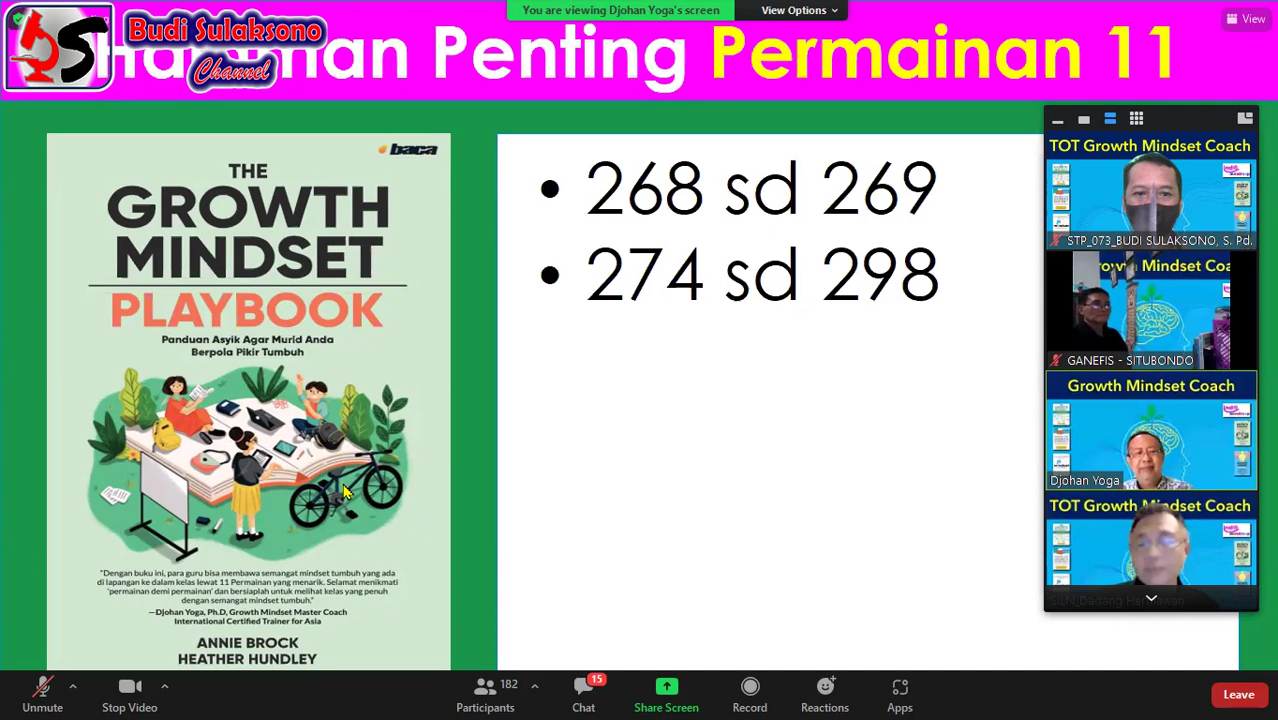 You are viewing Djohan Yoga's screen
View Options
View
Budi Sulaksono
Channel
Penting Permainan 11
baca
THE
GROWTH
MINDSET
PLAYBOOK
Panduan Asyik Agar Murid Anda
Berpola Pikir Tumbuh
"Dengan buku ini, para guru bisa membawa semangat mindset tumbuh yang ada
di lapangan ke dalam kelas lewat 11 Permainan yang menarik. Selamat menikmati
'permainan demi permainan' dan bersiaplah untuk melihat kelas yang penuh
dengan semangat mindset tumbuh."
—Djohan Yoga, Ph.D, Growth Mindset Master Coach
International Certified Trainer for Asia
ANNIE BROCK
HEATHER HUNDLEY
• 268 sd 269
• 274 sd 298
TOT Growth Mindset Coach
STP_073_BUDI SULAKSONO, S. Pd.
Mindset
GANEFIS - SITUBONDO
Growth Mindset Coach
Djohan Yoga
TOT Growth Mindset Coach
SILN_Dadang Hermawan
Unmute
Stop Video
182
Participants
15
Chat
Share Screen
Record
Reactions
Apps
Leave